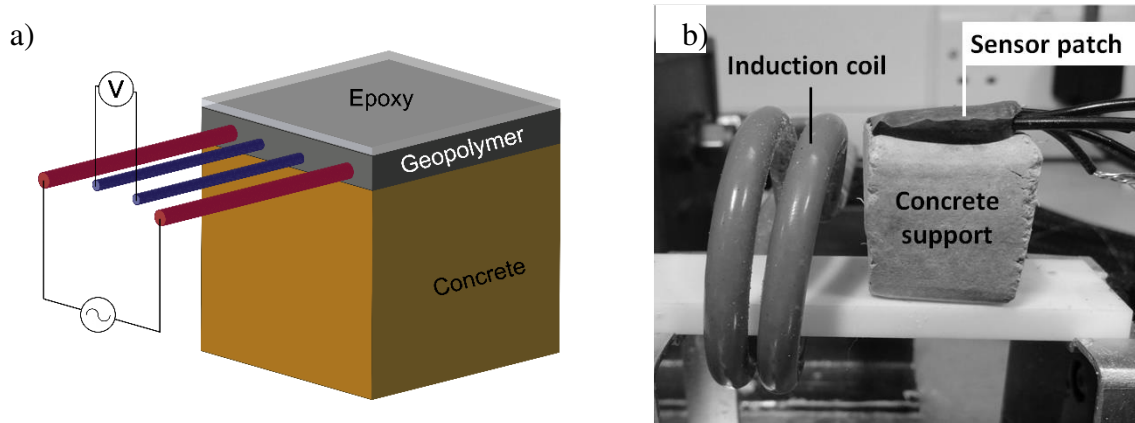 a)
V
Epoxy
Geopolymer
Concrete
b)
Sensor patch
Induction coil
Concrete
support